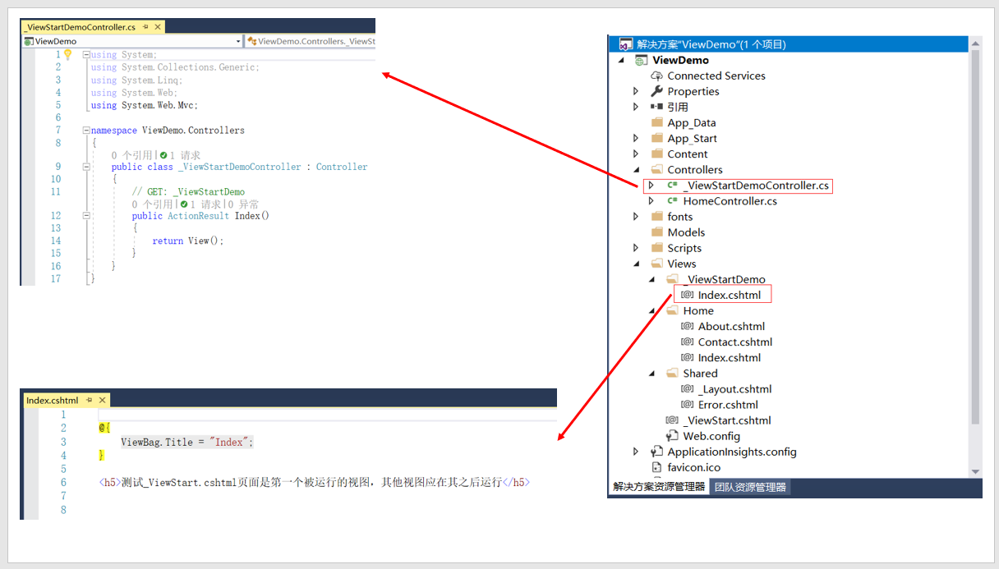 _ViewStartDemoController.cs
ViewDemo
ViewDemo.Controllers._ViewSt
1 using System;
2 using System.Collections.Generic;
3 using System.Linq;
4 using System.Web;
5 using System.Web.Mvc;
6
7 namespace ViewDemo.Controllers
8 {
0 个引用|1 请求
9 public class _ViewStartDemoController : Controller
10 {
11 // GET: _ViewStartDemo
0 个引用|1 请求|0 异常
12 public ActionResult Index()
13 {
14 return View();
15 }
16 }
17 }
Index.cshtml
1
2 @{
3 ViewBag.Title = "Index";
4 }
5
6 <h5>测试_ViewStart.cshtml页面是第一个被运行的视图，其他视图应在其之后运行</h5>
7
8
解决方案"ViewDemo"(1 个项目)
ViewDemo
Connected Services
Properties
引用
App_Data
App_Start
Content
Controllers
C# _ViewStartDemoController.cs
C# HomeController.cs
fonts
Models
Scripts
Views
_ViewStartDemo
[@] Index.cshtml
Home
[@] About.cshtml
[@] Contact.cshtml
[@] Index.cshtml
Shared
[@] _Layout.cshtml
[@] Error.cshtml
[@] _ViewStart.cshtml
Web.config
ApplicationInsights.config
favicon.ico
解决方案资源管理器 团队资源管理器